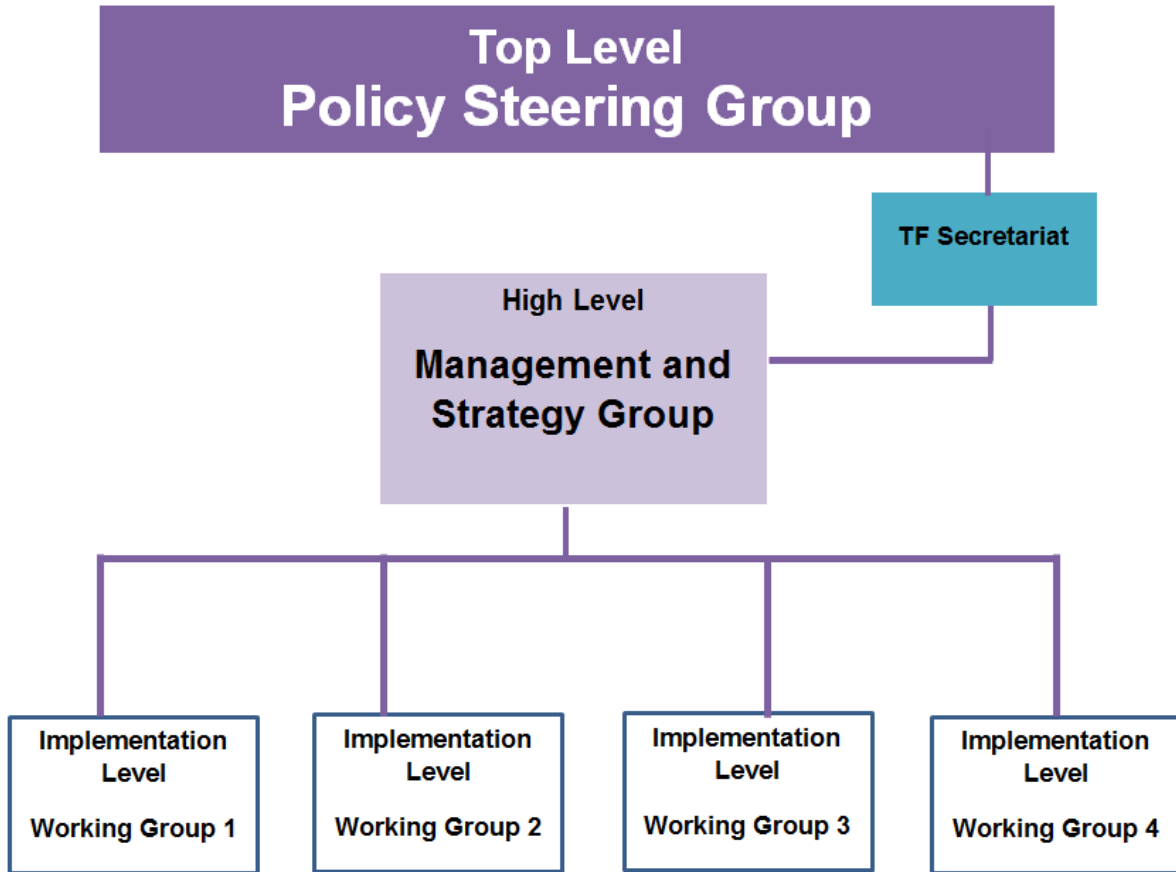 Top Level
Policy Steering Group
TF Secretariat
High Level
Management and
Strategy Group
Implementation
Level
Working Group 1
Implementation
Level
Working Group 2
Implementation
Level
Working Group 3
Implementation
Level
Working Group 4